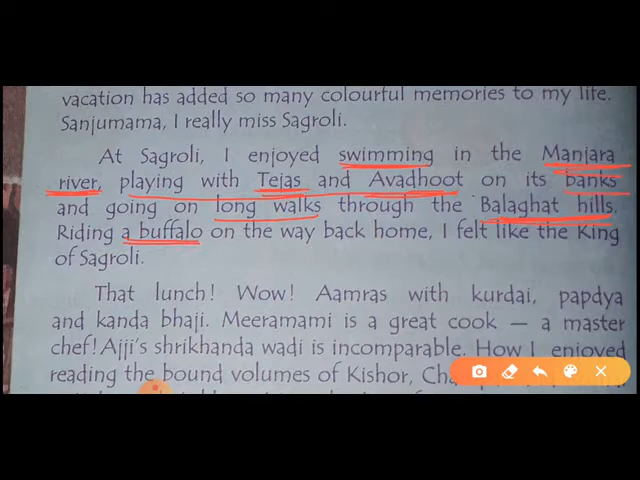 vacation has added so many colourful memories to my life.
Sanjumama, I really miss Sagroli.
At Sagroli, I enjoyed swimming in the Manjara
river, playing with Tejas and Avadhoot on its banks
and going on long walks through the Balaghat hills.
Riding a buffalo on the way back home, I felt like the King
of Sagroli.
That lunch! Wow! Aamras with kurdai, papdya
and kanda bhaji. Meeramami is a great cook — a master
chef! Ajji's shrikhanda wadi is incomparable. How I enjoyed
reading the bound volumes of Kishor,